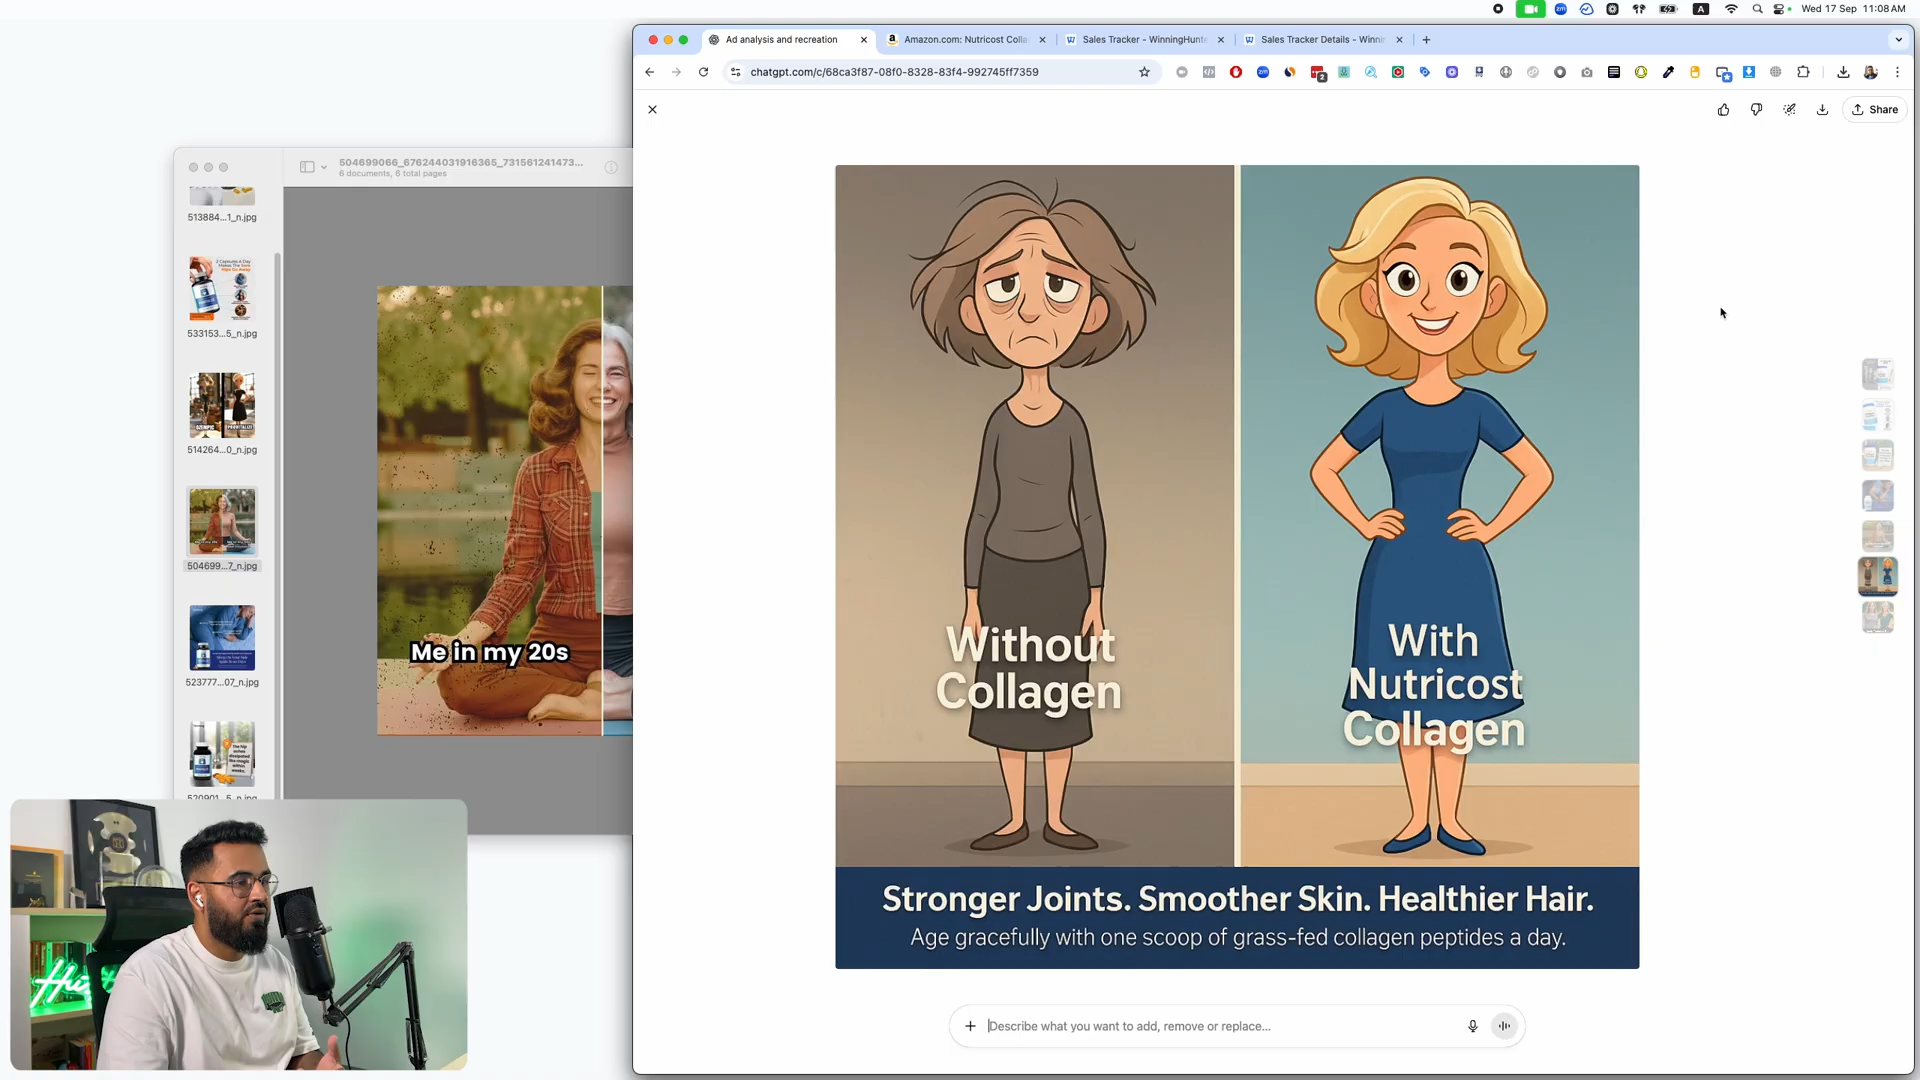 Wed 17 Sep 11:08 AM
Ad analysis and recreation
Amazon.com: Nutricost Colla
Sales Tracker - WinningHunte
Sales Tracker Details - Winnin
chatgpt.com/c/68ca3f87-08f0-8328-83f4-992745ff7359
2
Share
504699066_676244031916365_731561241473...
6 documents, 6 total pages
513884...1_n.jpg
533153...5_n.jpg
514264...0_n.jpg
504699...7_n.jpg
523777...07_n.jpg
Me in my 20s
Without
Collagen
With
Nutricost
Collagen
Stronger Joints. Smoother Skin. Healthier Hair.
Age gracefully with one scoop of grass-fed collagen peptides a day.
Describe what you want to add, remove or replace...